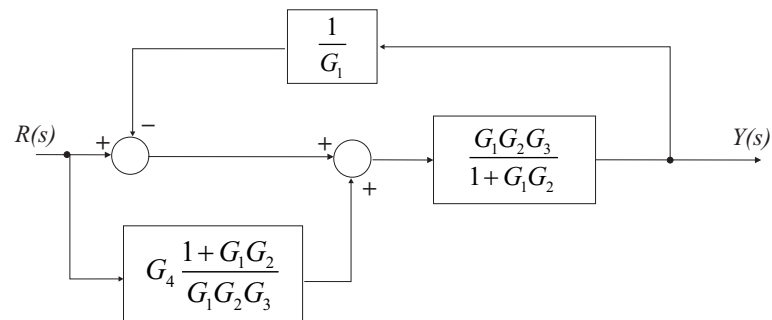 1
G₁
−
R(s)
+
+
+
G₁G₂G₃
1 + G₁G₂
Y(s)
G₄ 1 + G₁G₂
G₁G₂G₃